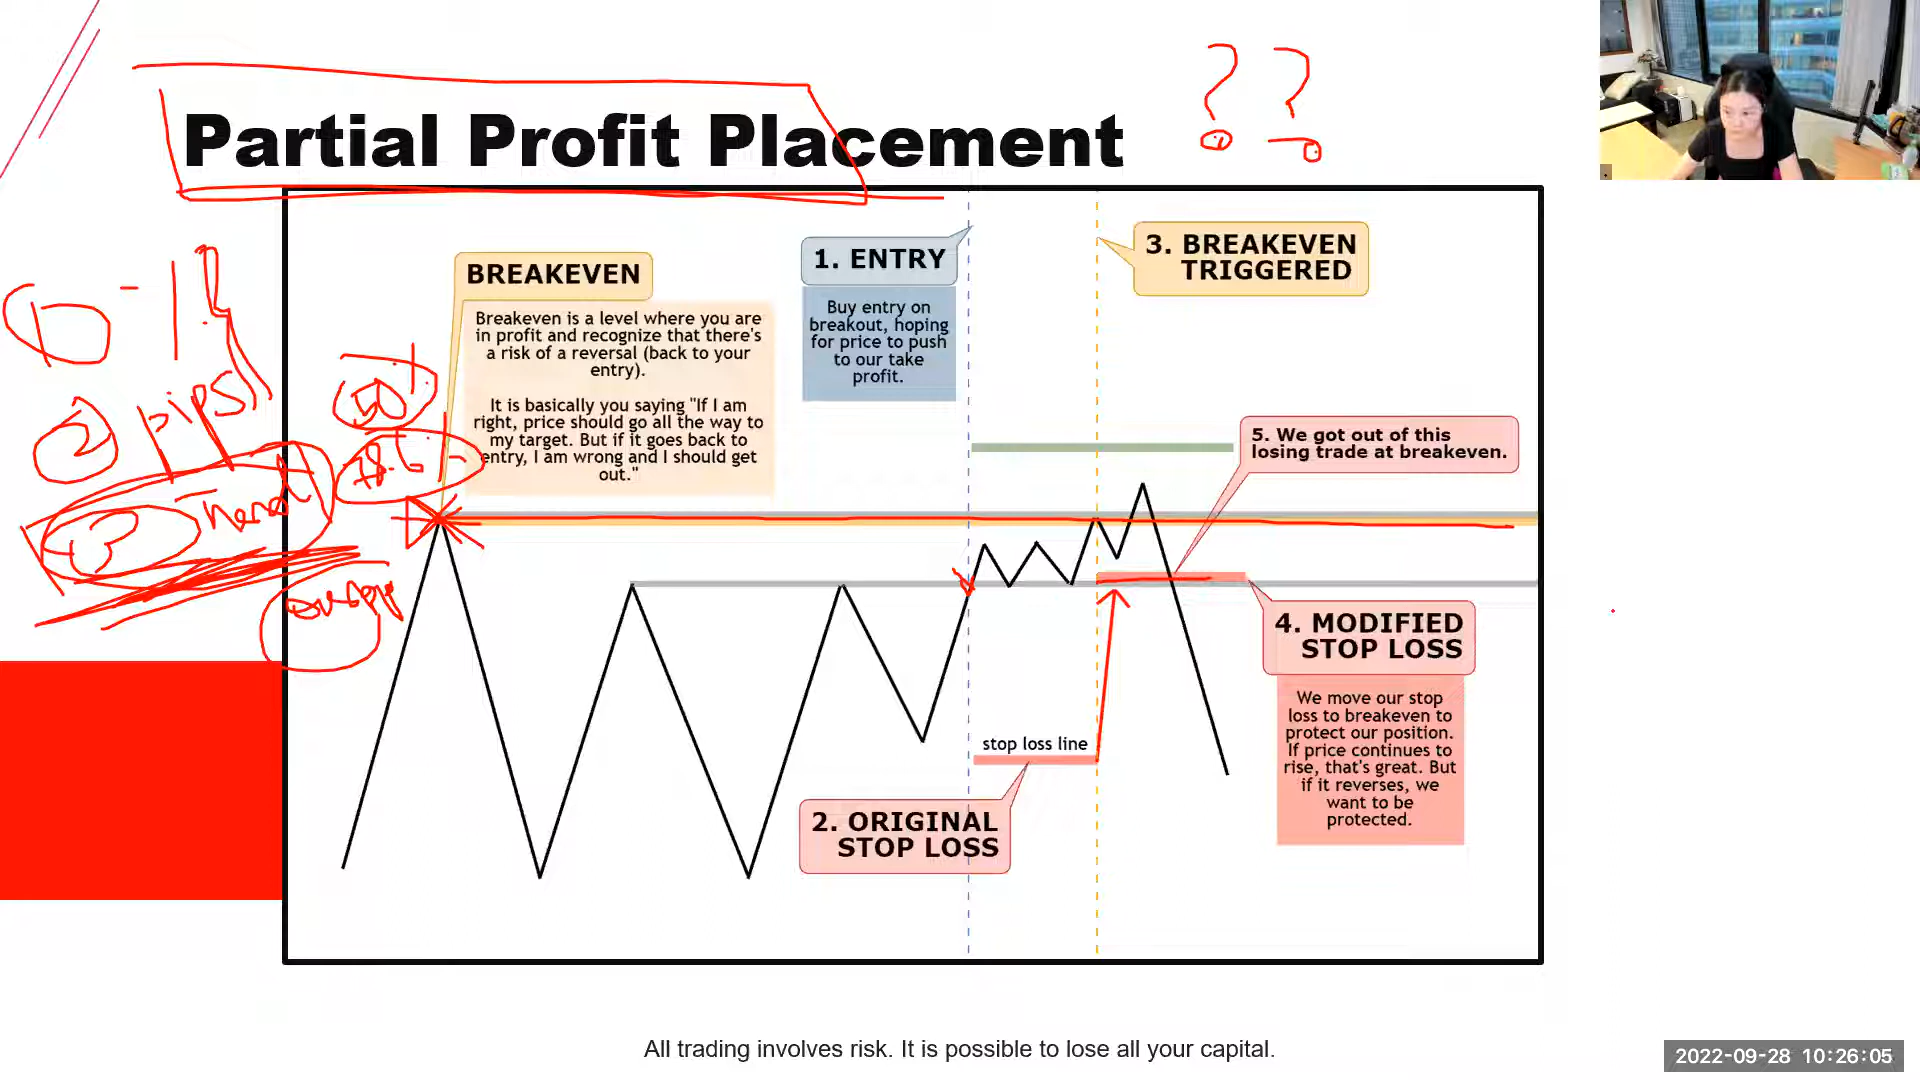 Partial Profit Placement
??
BREAKEVEN
Breakeven is a level where you are
in profit and recognize that there's
a risk of a reversal (back to your
entry).
It is basically you saying "If I am
right, price should go all the way to
my target. But if it goes back to
entry, I am wrong and I should get
out."
1. ENTRY
Buy entry on
breakout, hoping
for price to push
to our take
profit.
3. BREAKEVEN
TRIGGERED
5. We got out of this
losing trade at breakeven.
4. MODIFIED
STOP LOSS
We move our stop
loss to breakeven to
protect our position.
If price continues to
rise, that's great. But
if it reverses, we
want to be
protected.
stop loss line
2. ORIGINAL
STOP LOSS
② pips
All trading involves risk. It is possible to lose all your capital.
2022-09-28 10:26:05